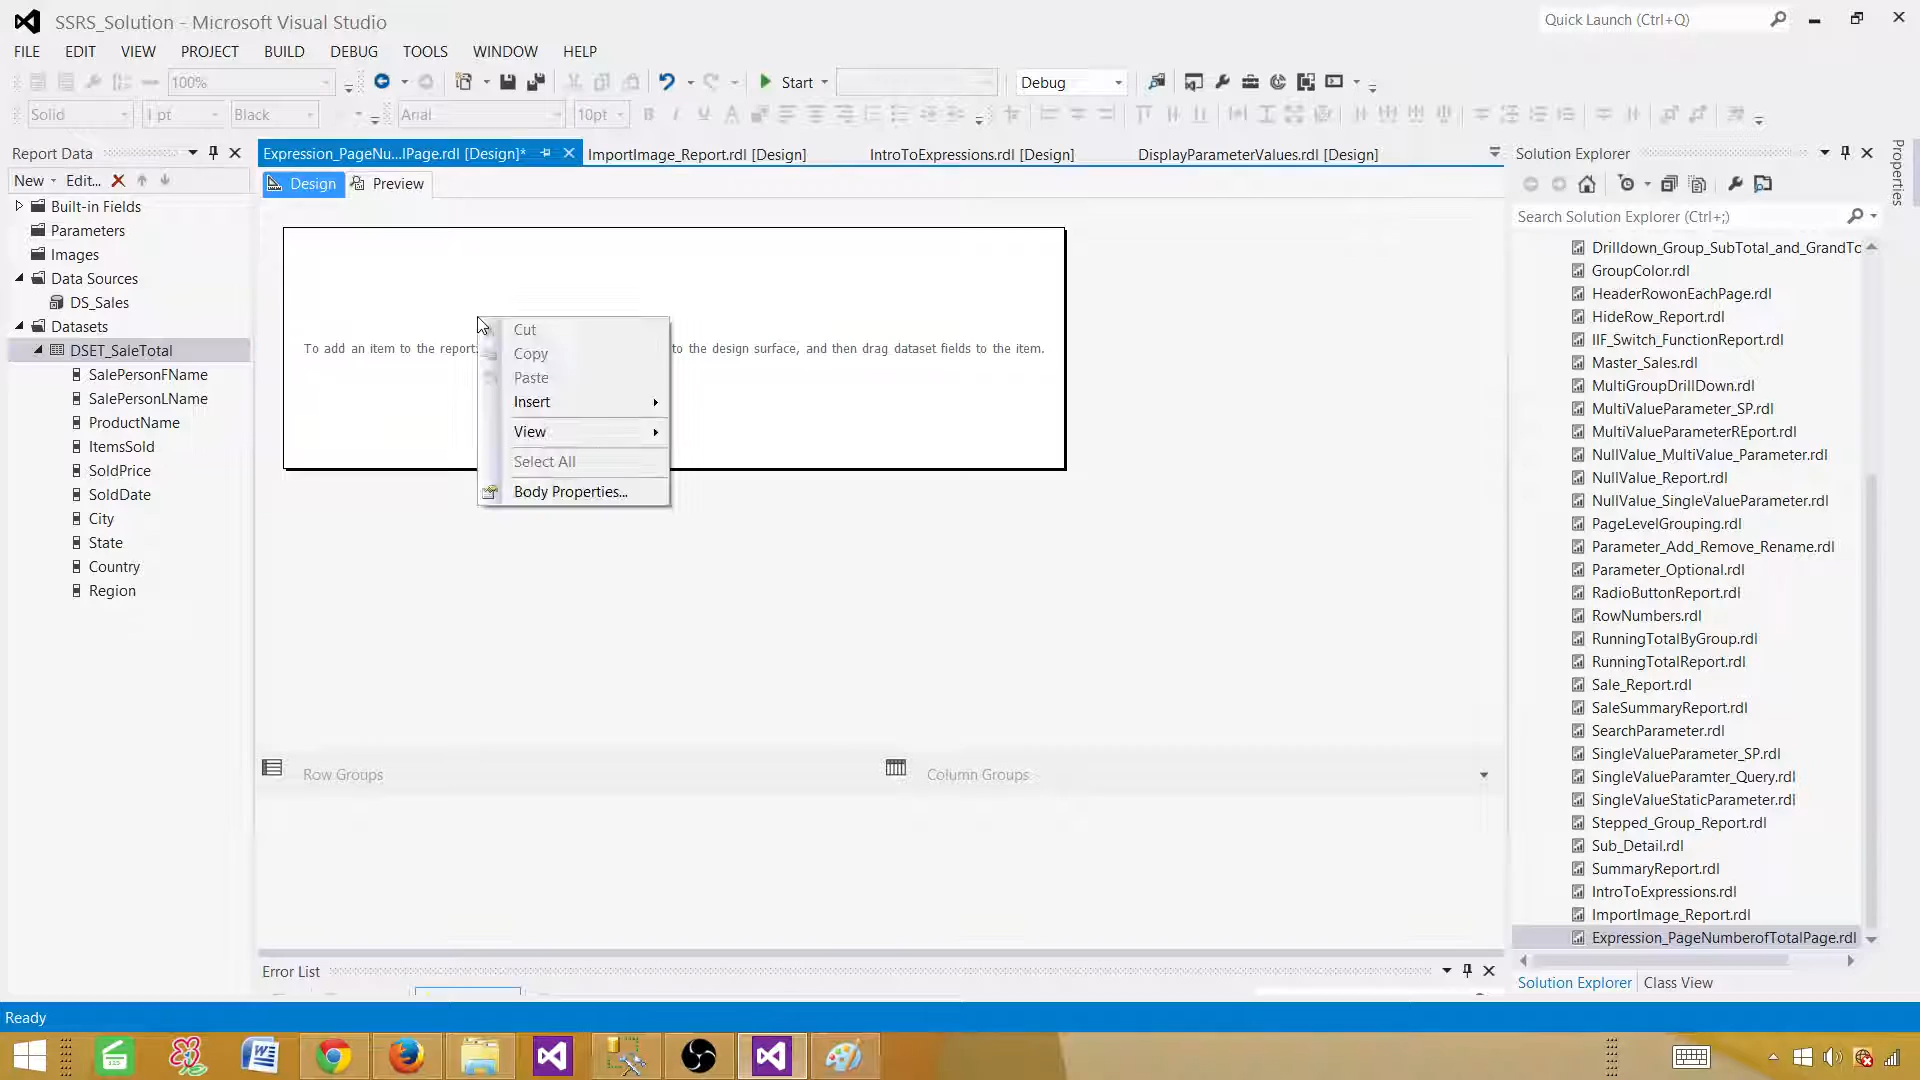 SSRS_Solution - Microsoft Visual Studio
Quick Launch (Ctrl+Q)
FILE EDIT VIEW PROJECT BUILD DEBUG TOOLS WINDOW HELP
100%
Start
Debug
Solid
1 pt
Black
Arial
10pt
Report Data
Expression_PageNu...lPage.rdl [Design]*
ImportImage_Report.rdl [Design]
IntroToExpressions.rdl [Design]
DisplayParameterValues.rdl [Design]
Solution Explorer
Properties
New Edit...
Design
Preview
Built-in Fields
Parameters
Images
Data Sources
DS_Sales
Datasets
DSET_SaleTotal
SalePersonFName
SalePersonLName
ProductName
ItemsSold
SoldPrice
SoldDate
City
State
Country
Region
To add an item to the report:
to the design surface, and then drag dataset fields to the item.
Cut
Copy
Paste
Insert
View
Select All
Body Properties...
Row Groups
Column Groups
Error List
Search Solution Explorer (Ctrl+;)
Drilldown_Group_SubTotal_and_GrandTo
GroupColor.rdl
HeaderRowonEachPage.rdl
HideRow_Report.rdl
IIF_Switch_FunctionReport.rdl
Master_Sales.rdl
MultiGroupDrillDown.rdl
MultiValueParameter_SP.rdl
MultiValueParameterREport.rdl
NullValue_MultiValue_Parameter.rdl
NullValue_Report.rdl
NullValue_SingleValueParameter.rdl
PageLevelGrouping.rdl
Parameter_Add_Remove_Rename.rdl
Parameter_Optional.rdl
RadioButtonReport.rdl
RowNumbers.rdl
RunningTotalByGroup.rdl
RunningTotalReport.rdl
Sale_Report.rdl
SaleSummaryReport.rdl
SearchParameter.rdl
SingleValueParameter_SP.rdl
SingleValueParamter_Query.rdl
SingleValueStaticParameter.rdl
Stepped_Group_Report.rdl
Sub_Detail.rdl
SummaryReport.rdl
IntroToExpressions.rdl
ImportImage_Report.rdl
Expression_PageNumberofTotalPage.rdl
Solution Explorer
Class View
Ready